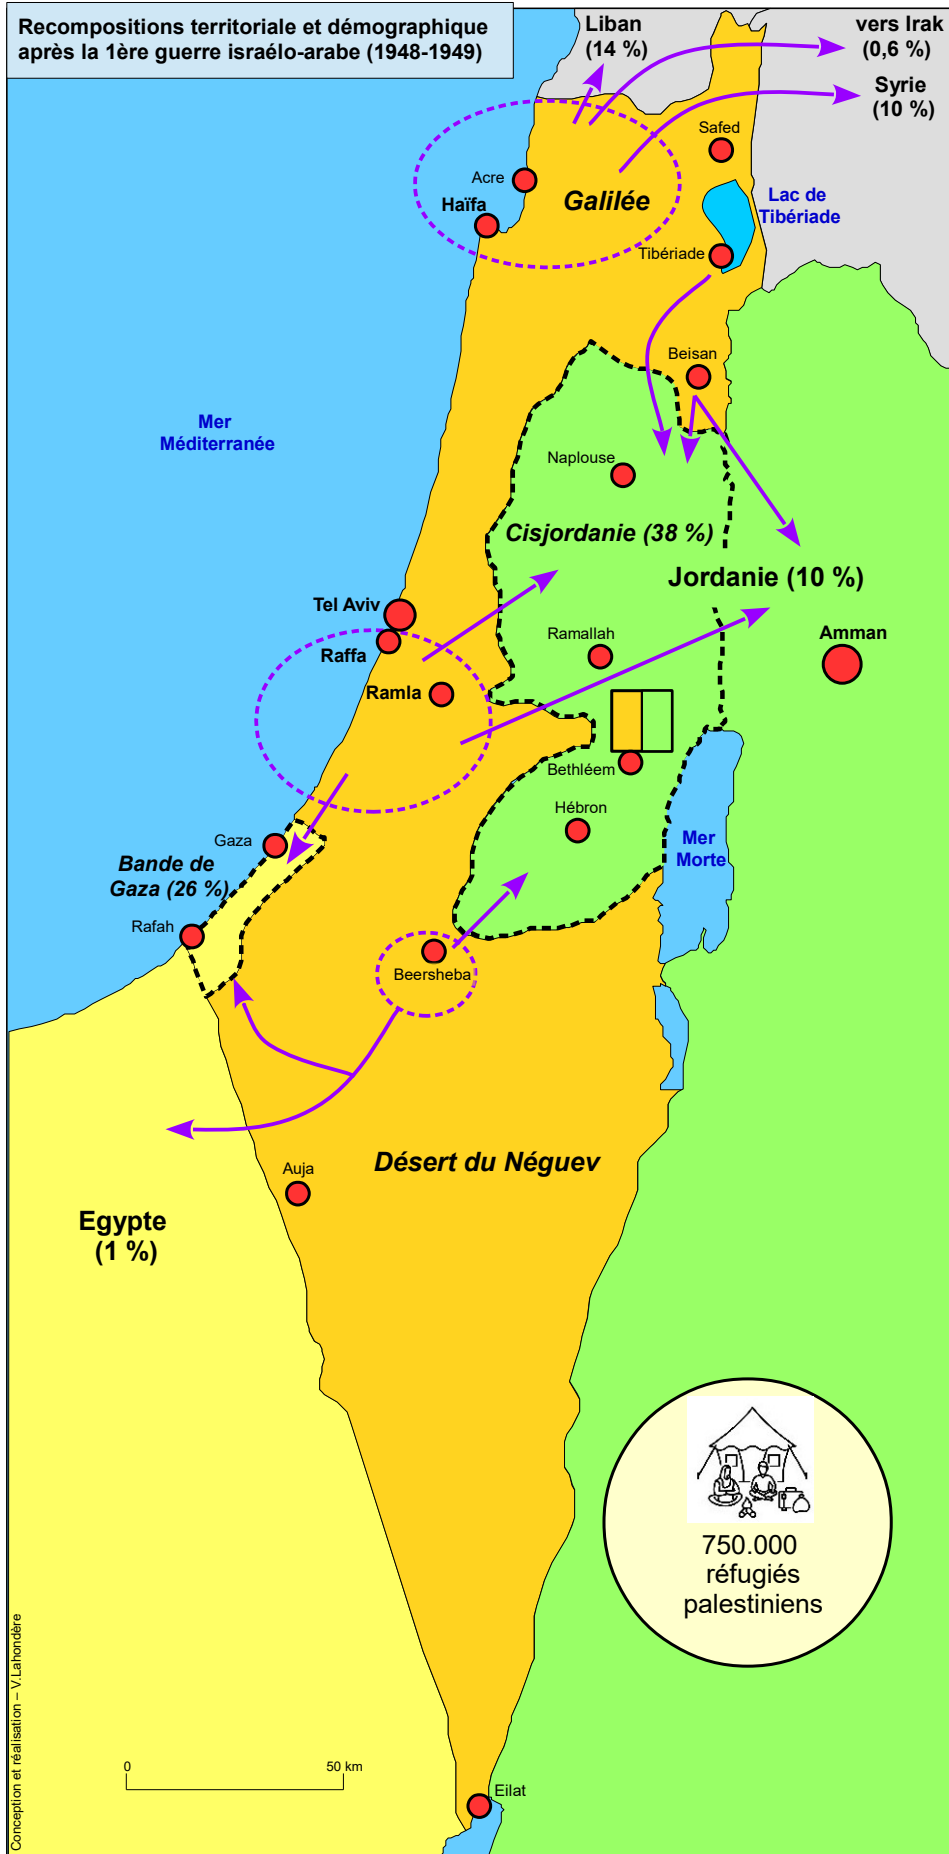 Recompositions territoriale et démographique
après la 1ère guerre israélo-arabe (1948-1949)
Liban
(14 %)
vers Irak
(0,6 %)
Syrie
(10 %)
Safed
Acre
Galilée
Haïfa
Lac de
Tibériade
Tibériade
Beisan
Mer
Méditerranée
Naplouse
Cisjordanie (38 %)
Jordanie (10 %)
Tel Aviv
Raffa
Ramallah
Amman
Ramla
Bethléem
Hébron
Gaza
Mer
Morte
Bande de
Gaza (26 %)
Rafah
Beersheba
Désert du Néguev
Auja
Egypte
(1 %)
750.000
réfugiés
palestiniens
Conception et réalisation – V.Lahondère
0
50 km
Eilat